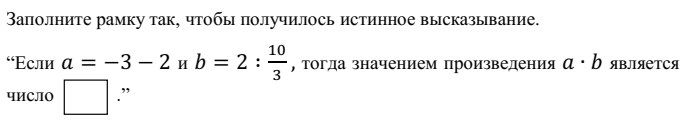 Заполните рамку так, чтобы получилось истинное высказывание.
“Если a = −3 − 2 и b = 2 : 10/3 , тогда значением произведения a · b является
число .”